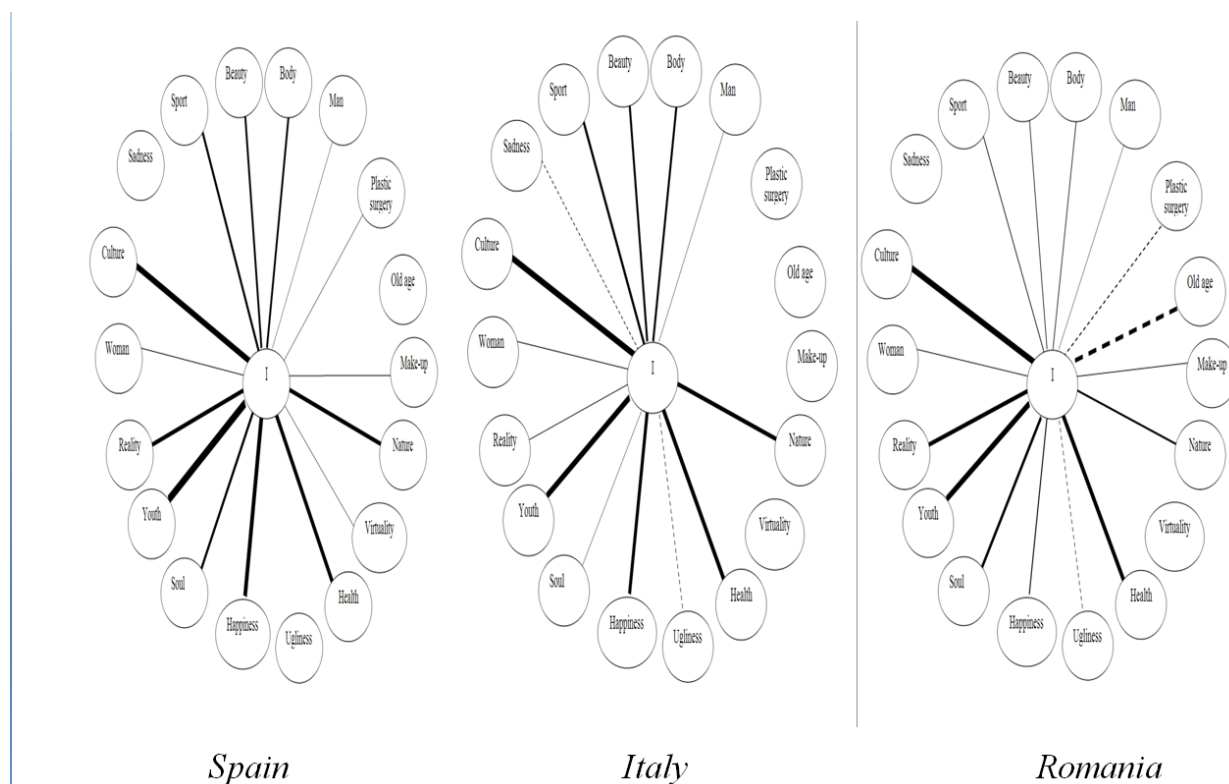 Beauty
Body
Sport
Man
Sadness
Plastic
surgery
Culture
Old age
Woman
I
Make-up
Reality
Nature
Youth
Virtuality
Soul
Health
Happiness
Ugliness
Spain
Beauty
Body
Sport
Man
Sadness
Plastic
surgery
Culture
Old age
Woman
I
Make-up
Reality
Nature
Youth
Virtuality
Soul
Health
Happiness
Ugliness
Italy
Beauty
Body
Sport
Man
Sadness
Plastic
surgery
Culture
Old age
Woman
I
Make-up
Reality
Nature
Youth
Virtuality
Soul
Health
Happiness
Ugliness
Romania